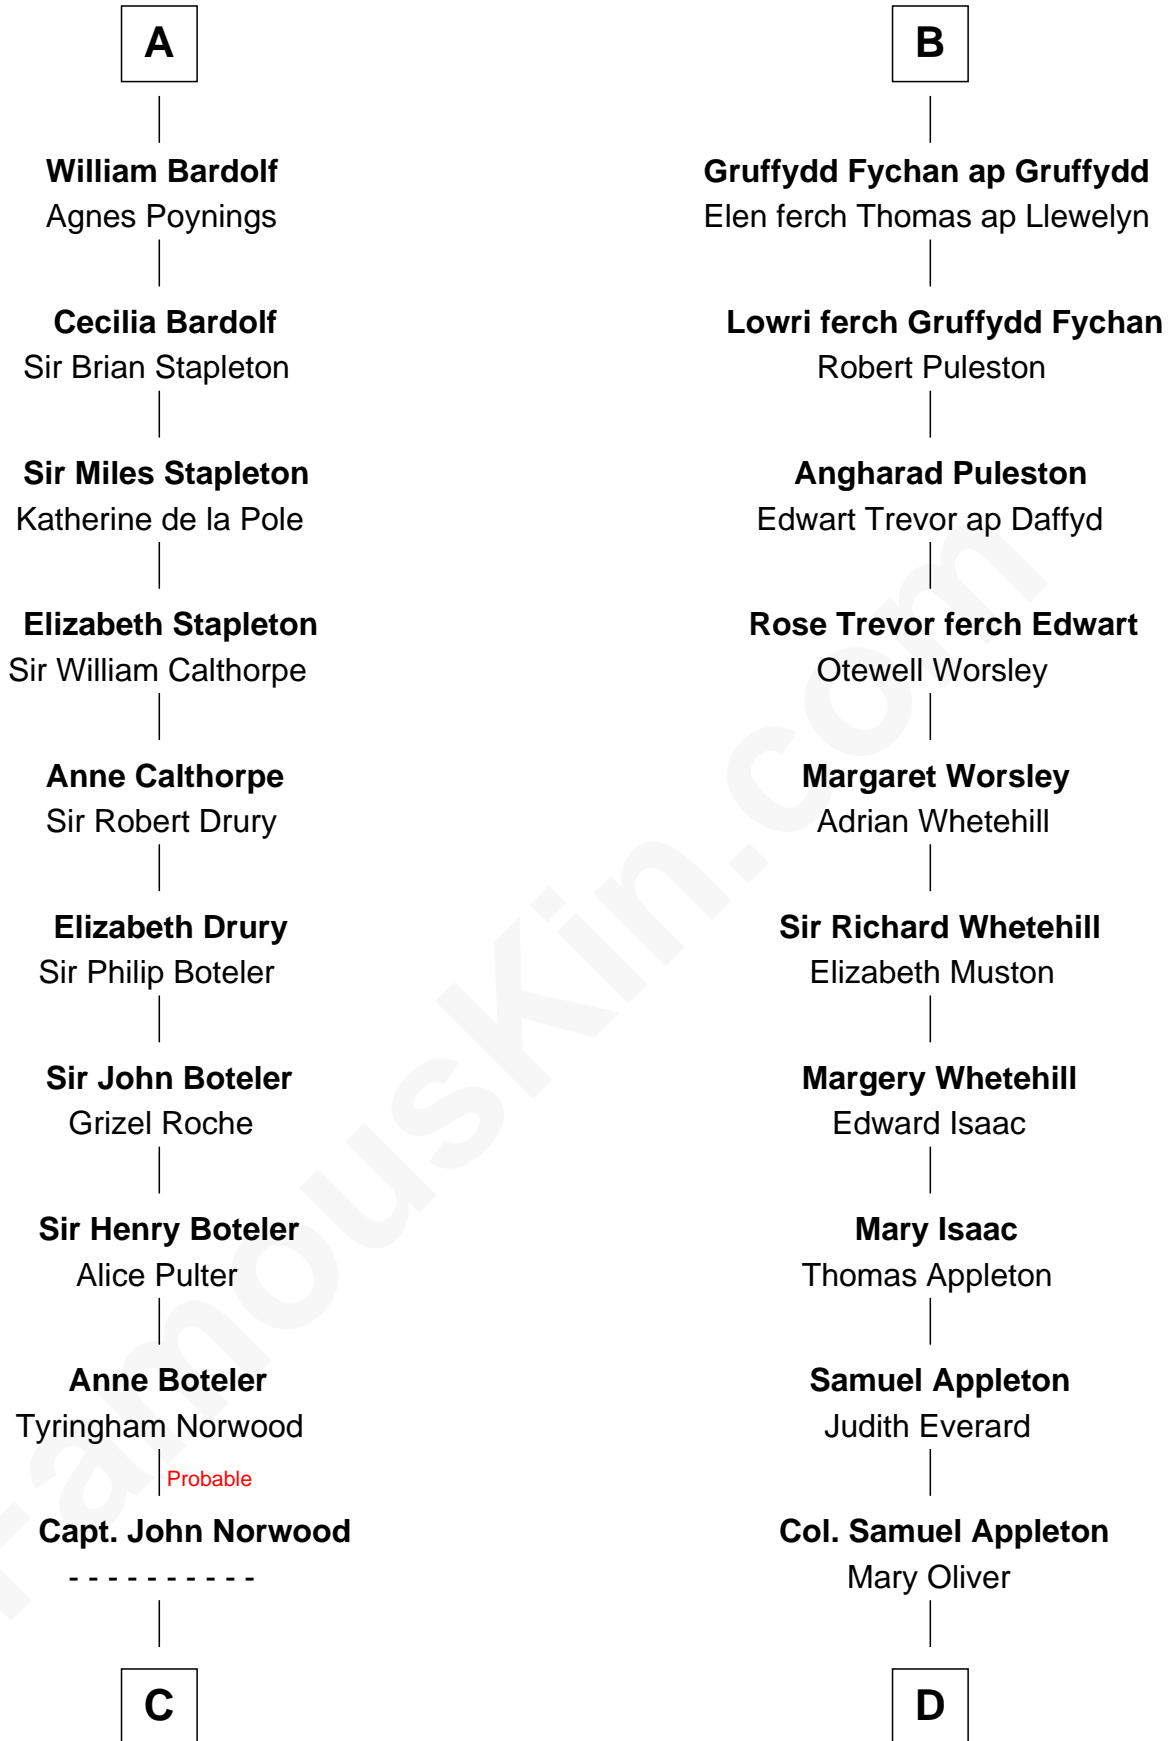 A
William Bardolf
Agnes Poynings
Cecilia Bardolf
Sir Brian Stapleton
Sir Miles Stapleton
Katherine de la Pole
Elizabeth Stapleton
Sir William Calthorpe
Anne Calthorpe
Sir Robert Drury
Elizabeth Drury
Sir Philip Boteler
Sir John Boteler
Grizel Roche
Sir Henry Boteler
Alice Pulter
Anne Boteler
Tyringham Norwood
Probable
Capt. John Norwood
- - - - - - - - - -
C
B
Gruffydd Fychan ap Gruffydd
Elen ferch Thomas ap Llewelyn
Lowri ferch Gruffydd Fychan
Robert Puleston
Angharad Puleston
Edwart Trevor ap Daffyd
Rose Trevor ferch Edwart
Otewell Worsley
Margaret Worsley
Adrian Whetehill
Sir Richard Whetehill
Elizabeth Muston
Margery Whetehill
Edward Isaac
Mary Isaac
Thomas Appleton
Samuel Appleton
Judith Everard
Col. Samuel Appleton
Mary Oliver
D
FamousKin.com